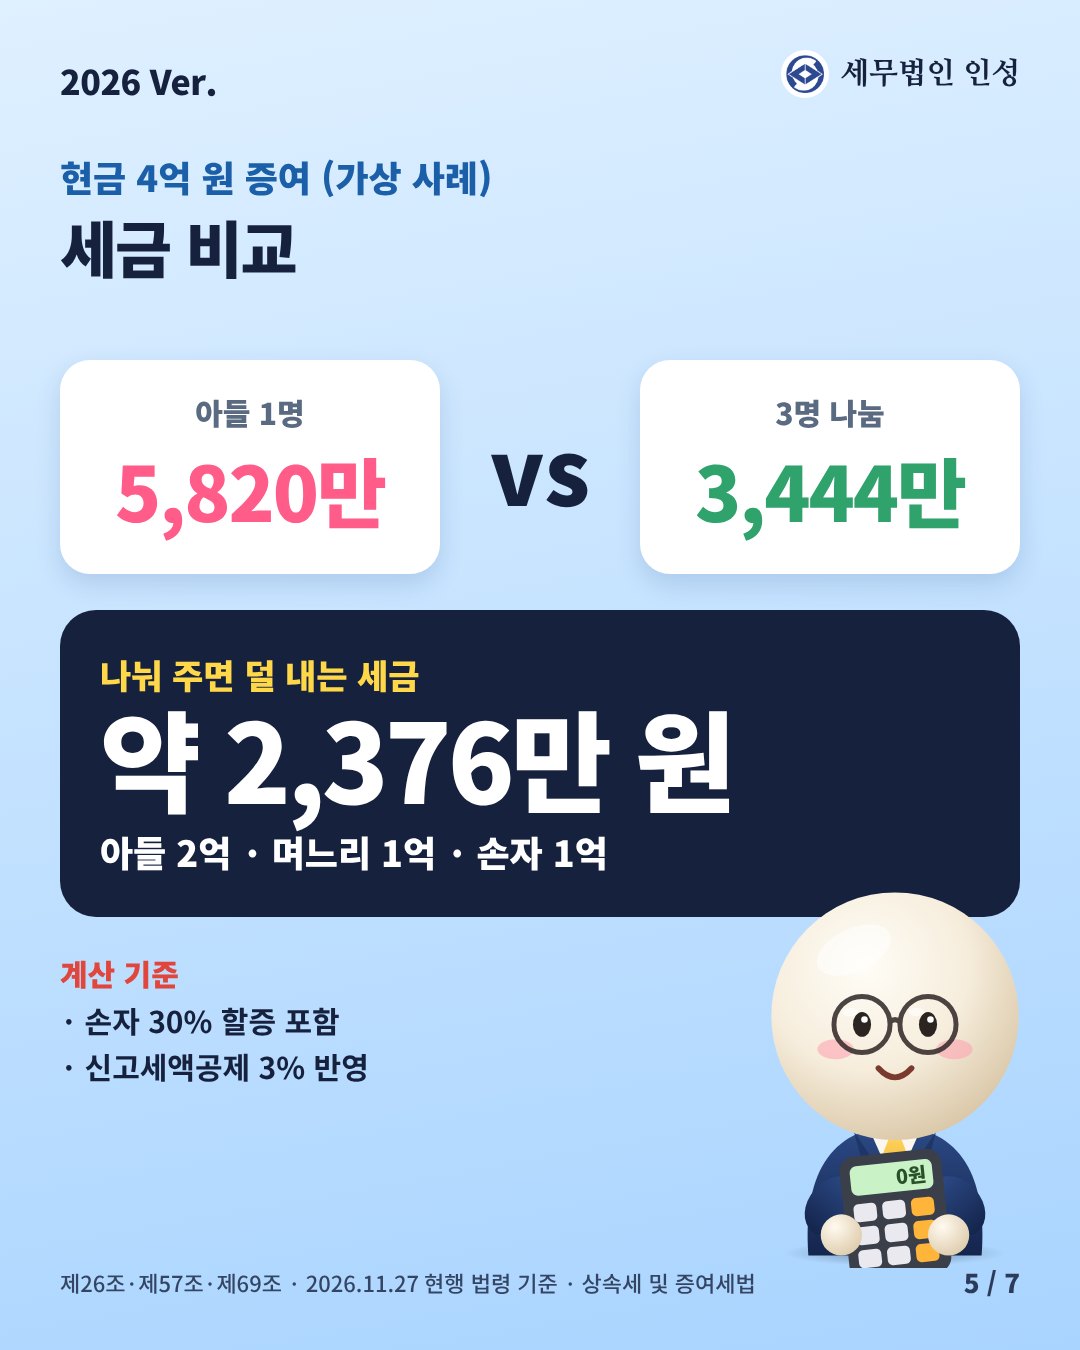 2026 Ver.
세무법인 인성
현금 4억 원 증여 (가상 사례)
세금 비교
아들 1명
5,820만
VS
3명 나눔
3,444만
나눠 주면 덜 내는 세금
약 2,376만 원
아들 2억 · 며느리 1억 · 손자 1억
계산 기준
· 손자 30% 할증 포함
· 신고세액공제 3% 반영
0원
제26조·제57조·제69조 · 2026.11.27 현행 법령 기준 · 상속세 및 증여세법
5 / 7